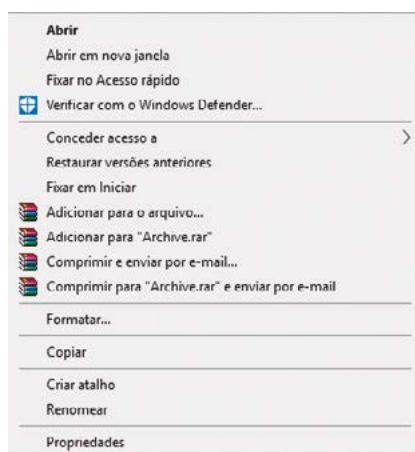 Abrir
Abrir em nova janela
Fixar no Acesso rápido
Verificar com o Windows Defender...
Conceder acesso a
Restaurar versões anteriores
Fixar em Iniciar
Adicionar para o arquivo...
Adicionar para "Archive.rar"
Comprimir e enviar por e-mail...
Comprimir para "Archive.rar" e enviar por e-mail
Formatar...
Copiar
Criar atalho
Renomear
Propriedades